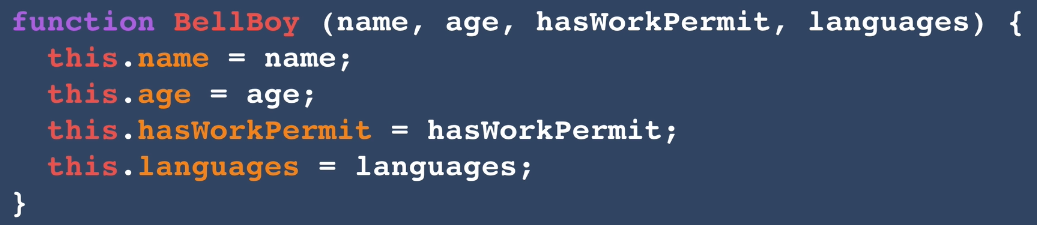 function BellBoy (name, age, hasWorkPermit, languages) {
  this.name = name;
  this.age = age;
  this.hasWorkPermit = hasWorkPermit;
  this.languages = languages;
}